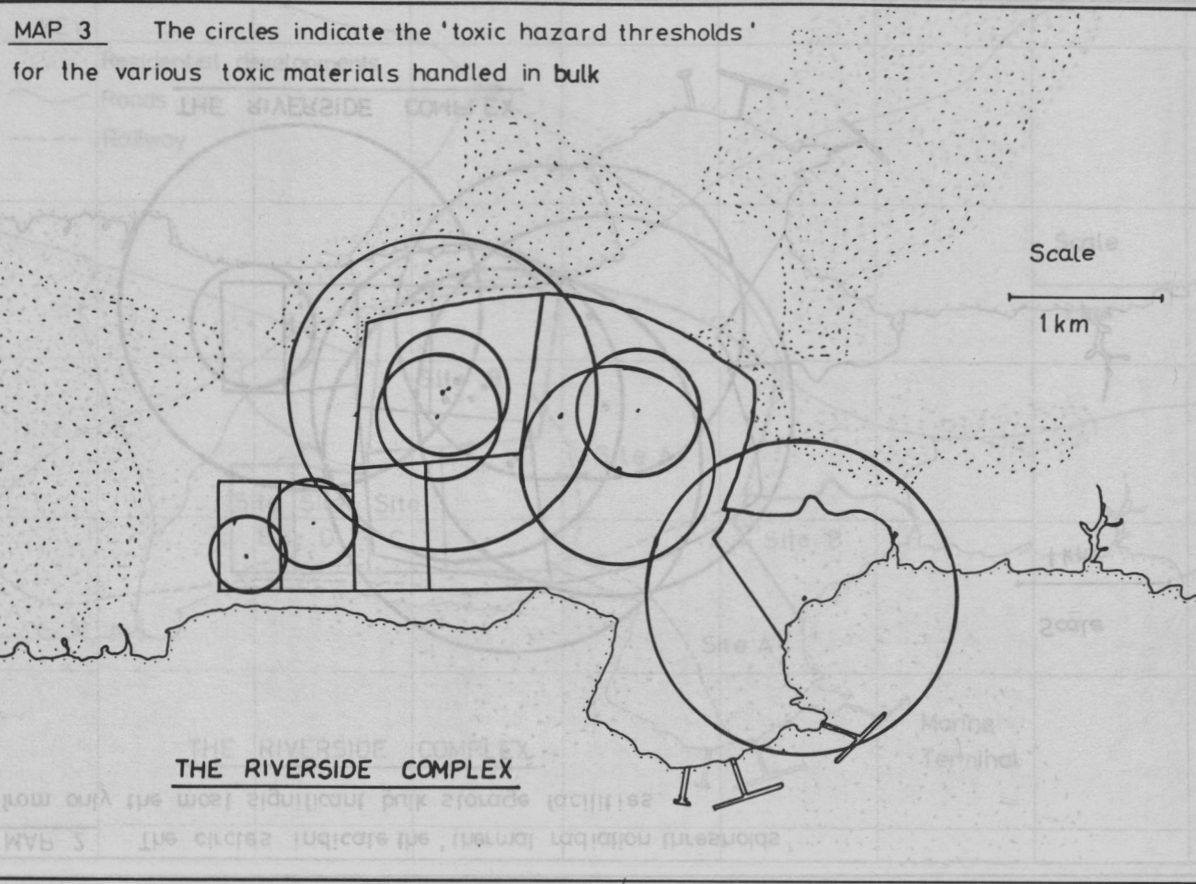 MAP 3 The circles indicate the 'toxic hazard thresholds'
for the various toxic materials handled in bulk
Scale
1 km
THE RIVERSIDE COMPLEX